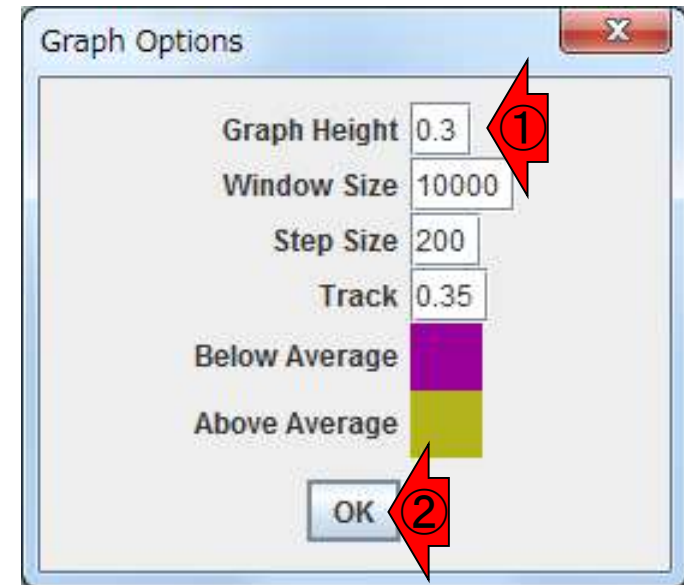 Graph Options
Graph Height 0.3 ①
Window Size 10000
Step Size 200
Track 0.35
Below Average
Above Average
OK ②